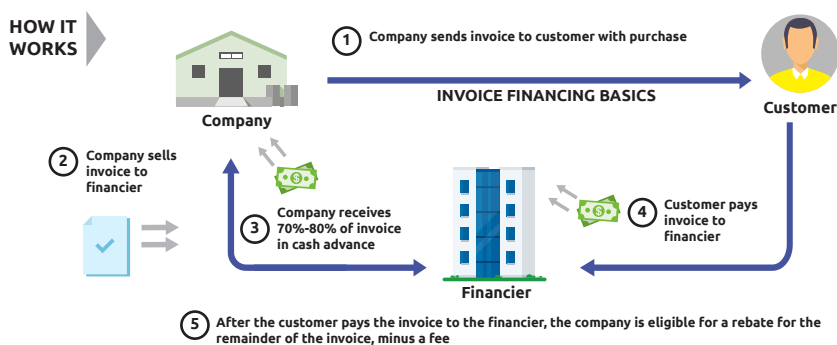 HOW IT
WORKS
1 Company sends invoice to customer with purchase
INVOICE FINANCING BASICS
Company
Customer
2 Company sells
invoice to
financier
3 Company receives
70%-80% of invoice
in cash advance
4 Customer pays
invoice to
financier
Financier
5 After the customer pays the invoice to the financier, the company is eligible for a rebate for the
remainder of the invoice, minus a fee